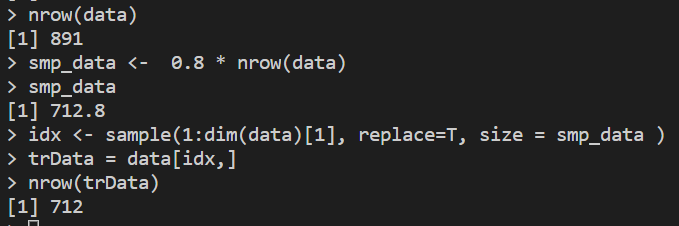 > nrow(data)
[1] 891
> smp_data <-  0.8 * nrow(data)
> smp_data
[1] 712.8
> idx <- sample(1:dim(data)[1], replace=T, size = smp_data )
> trData = data[idx,]
> nrow(trData)
[1] 712
>